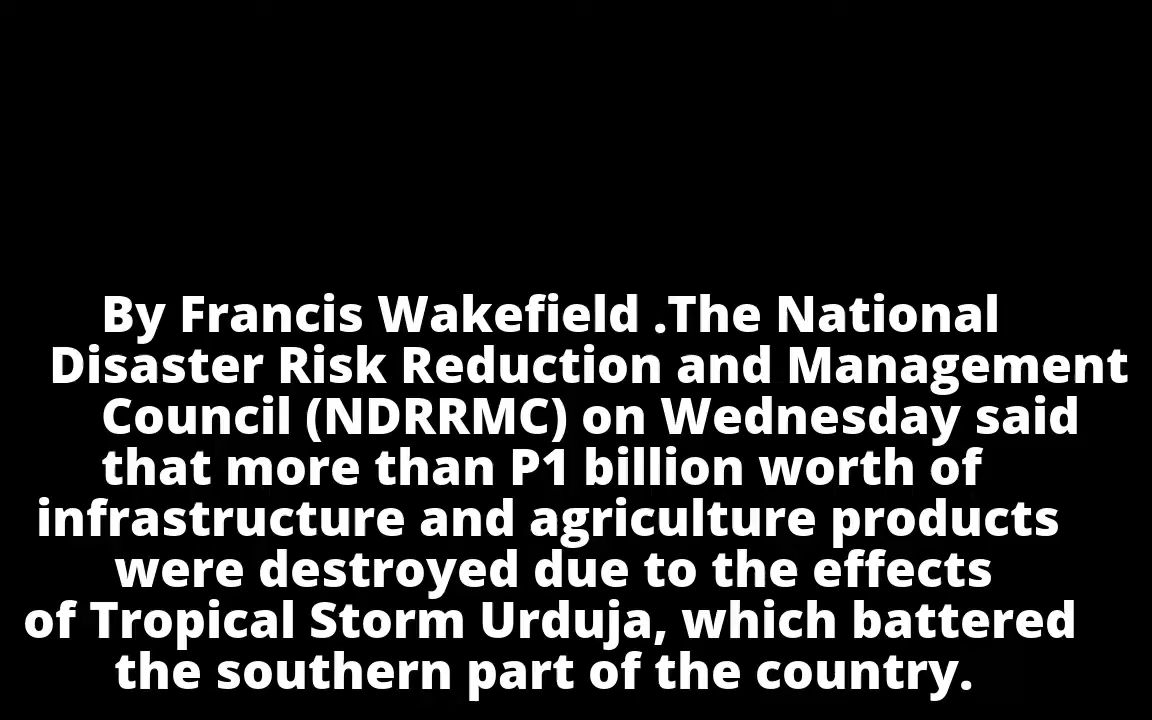 By Francis Wakefield .The National
Disaster Risk Reduction and Management
Council (NDRRMC) on Wednesday said
that more than P1 billion worth of
infrastructure and agriculture products
were destroyed due to the effects
of Tropical Storm Urduja, which battered
the southern part of the country.